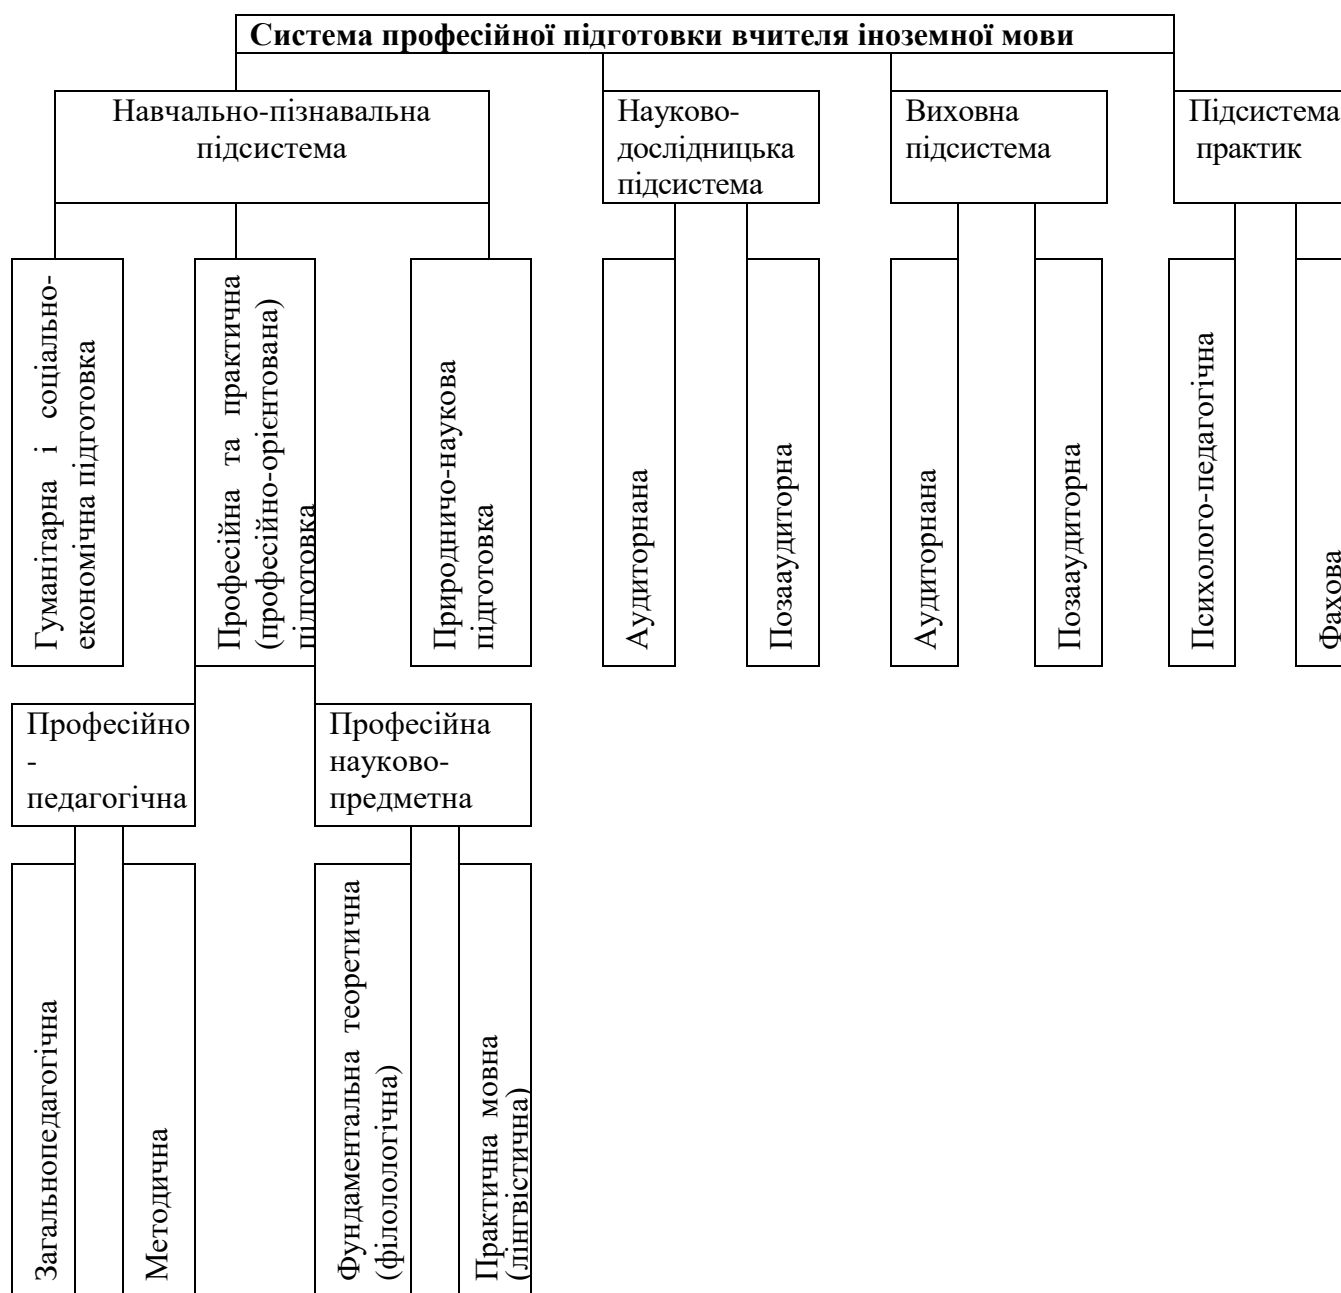 Система професійної підготовки вчителя іноземної мови
Навчально-пізнавальна
підсистема
Науково-
дослідницька
підсистема
Виховна
підсистема
Підсистема
практик
Гуманітарна і соціально-
економічна підготовка
Професійна та практична
(професійно-орієнтована)
підготовка
Природничо-наукова
підготовка
Аудиторнана
Позааудиторна
Аудиторнана
Позааудиторна
Психолого-педагогічна
Фахова
Професійно
-
педагогічна
Професійна
науково-
предметна
Загальнопедагогічна
Методична
Фундаментальна теоретична
(філологічна)
Практична мовна
(лінгвістична)